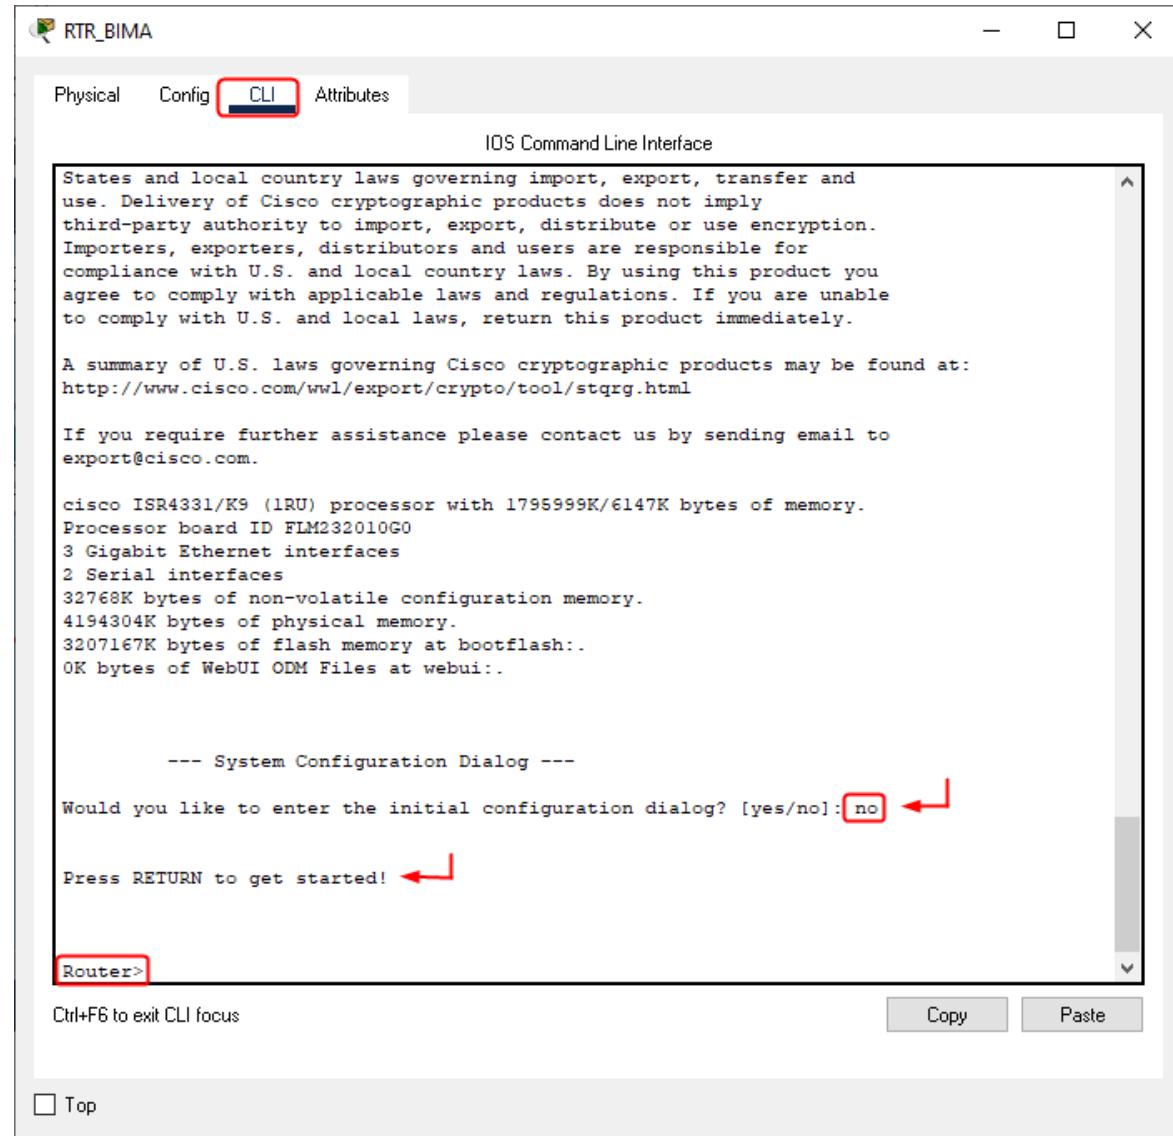 RTR_BIMA
Physical Config CLI Attributes
IOS Command Line Interface
States and local country laws governing import, export, transfer and
use. Delivery of Cisco cryptographic products does not imply
third-party authority to import, export, distribute or use encryption.
Importers, exporters, distributors and users are responsible for
compliance with U.S. and local country laws. By using this product you
agree to comply with applicable laws and regulations. If you are unable
to comply with U.S. and local laws, return this product immediately.
A summary of U.S. laws governing Cisco cryptographic products may be found at:
http://www.cisco.com/wwl/export/crypto/tool/stqrg.html
If you require further assistance please contact us by sending email to
export@cisco.com.
cisco ISR4331/K9 (1RU) processor with 1795999K/6147K bytes of memory.
Processor board ID FLM232010G0
3 Gigabit Ethernet interfaces
2 Serial interfaces
32768K bytes of non-volatile configuration memory.
4194304K bytes of physical memory.
3207167K bytes of flash memory at bootflash:.
0K bytes of WebUI ODM Files at webui:.
--- System Configuration Dialog ---
Would you like to enter the initial configuration dialog? [yes/no]: no
Press RETURN to get started!
Router>
Ctrl+F6 to exit CLI focus
Copy Paste
Top